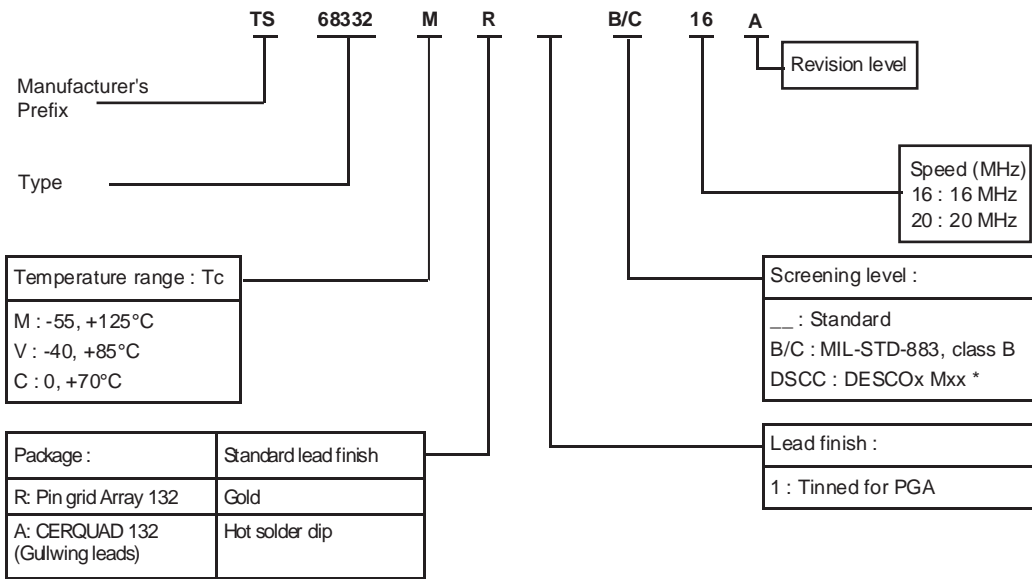 TS 68332 M R B/C 16 A
Revision level
Manufacturer's
Prefix
Type
Speed (MHz)
16 : 16 MHz
20 : 20 MHz
Temperature range : Tc
M : -55, +125°C
V : -40, +85°C
C : 0, +70°C
Screening level :
__ : Standard
B/C : MIL-STD-883, class B
DSCC : DESCOx Mxx *
Package : Standard lead finish
R: Pin grid Array 132 Gold
A: CERQUAD 132 Hot solder dip
(Gullwing leads)
Lead finish :
1 : Tinned for PGA